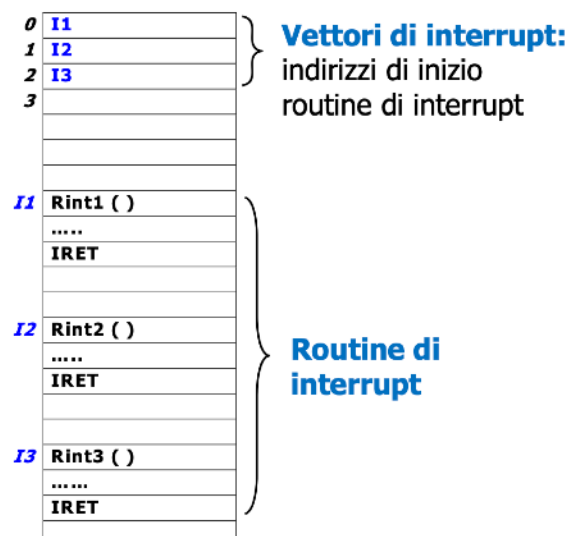 0 I1
1 I2
2 I3
3
Vettori di interrupt:
indirizzi di inizio
routine di interrupt
I1 Rint1 ( )
.....
IRET
I2 Rint2 ( )
.....
IRET
I3 Rint3 ( )
......
IRET
Routine di
interrupt